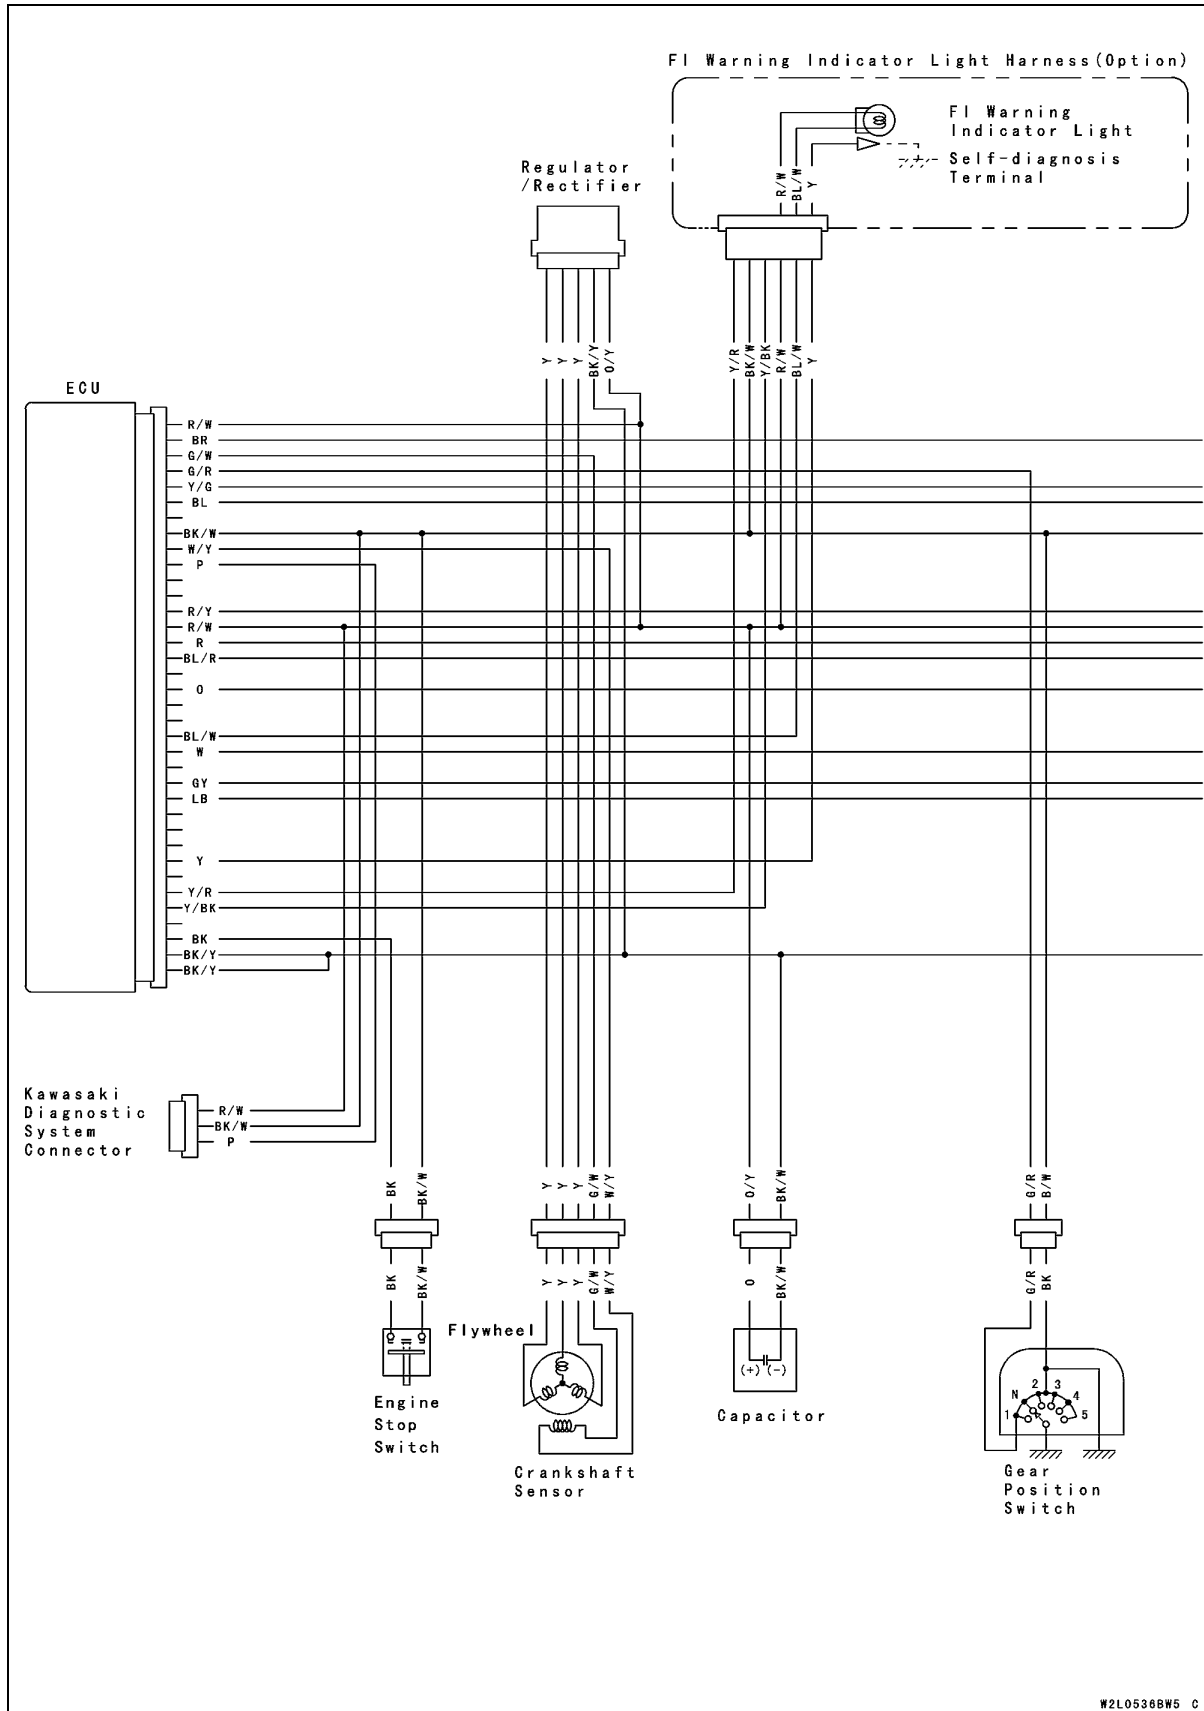 FI Warning Indicator Light Harness(Option)
FI Warning
Indicator Light
Self-diagnosis
Terminal
R/W
BL/W
Y
Regulator
/Rectifier
Y
Y
Y
BK/Y
O/Y
Y/R
BK/W
Y/BK
R/W
BL/W
Y
ECU
R/W
BR
G/W
G/R
Y/G
BL
BK/W
W/Y
P
R/Y
R/W
R
BL/R
O
BL/W
W
GY
LB
Y
Y/R
Y/BK
BK
BK/Y
BK/Y
Kawasaki
Diagnostic
System
Connector
R/W
BK/W
P
BK
BK/W
Y
Y
Y
G/W
W/Y
O/Y
BK/W
G/R
B/W
BK
BK/W
Y
Y
Y
G/W
W/Y
O
BK/W
G/R
BK
Flywheel
(+) (-)
1
N
2
3
4
5
Engine
Stop
Switch
Crankshaft
Sensor
Capacitor
Gear
Position
Switch
W2L0536BW5 C